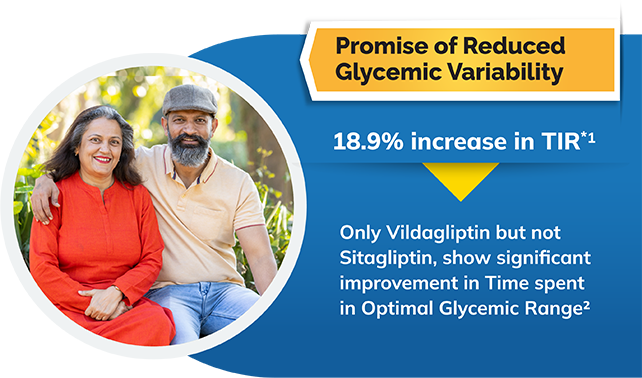 Promise of Reduced
Glycemic Variability
18.9% increase in TIR*1
Only Vildagliptin but not
Sitagliptin, show significant
improvement in Time spent
in Optimal Glycemic Range2